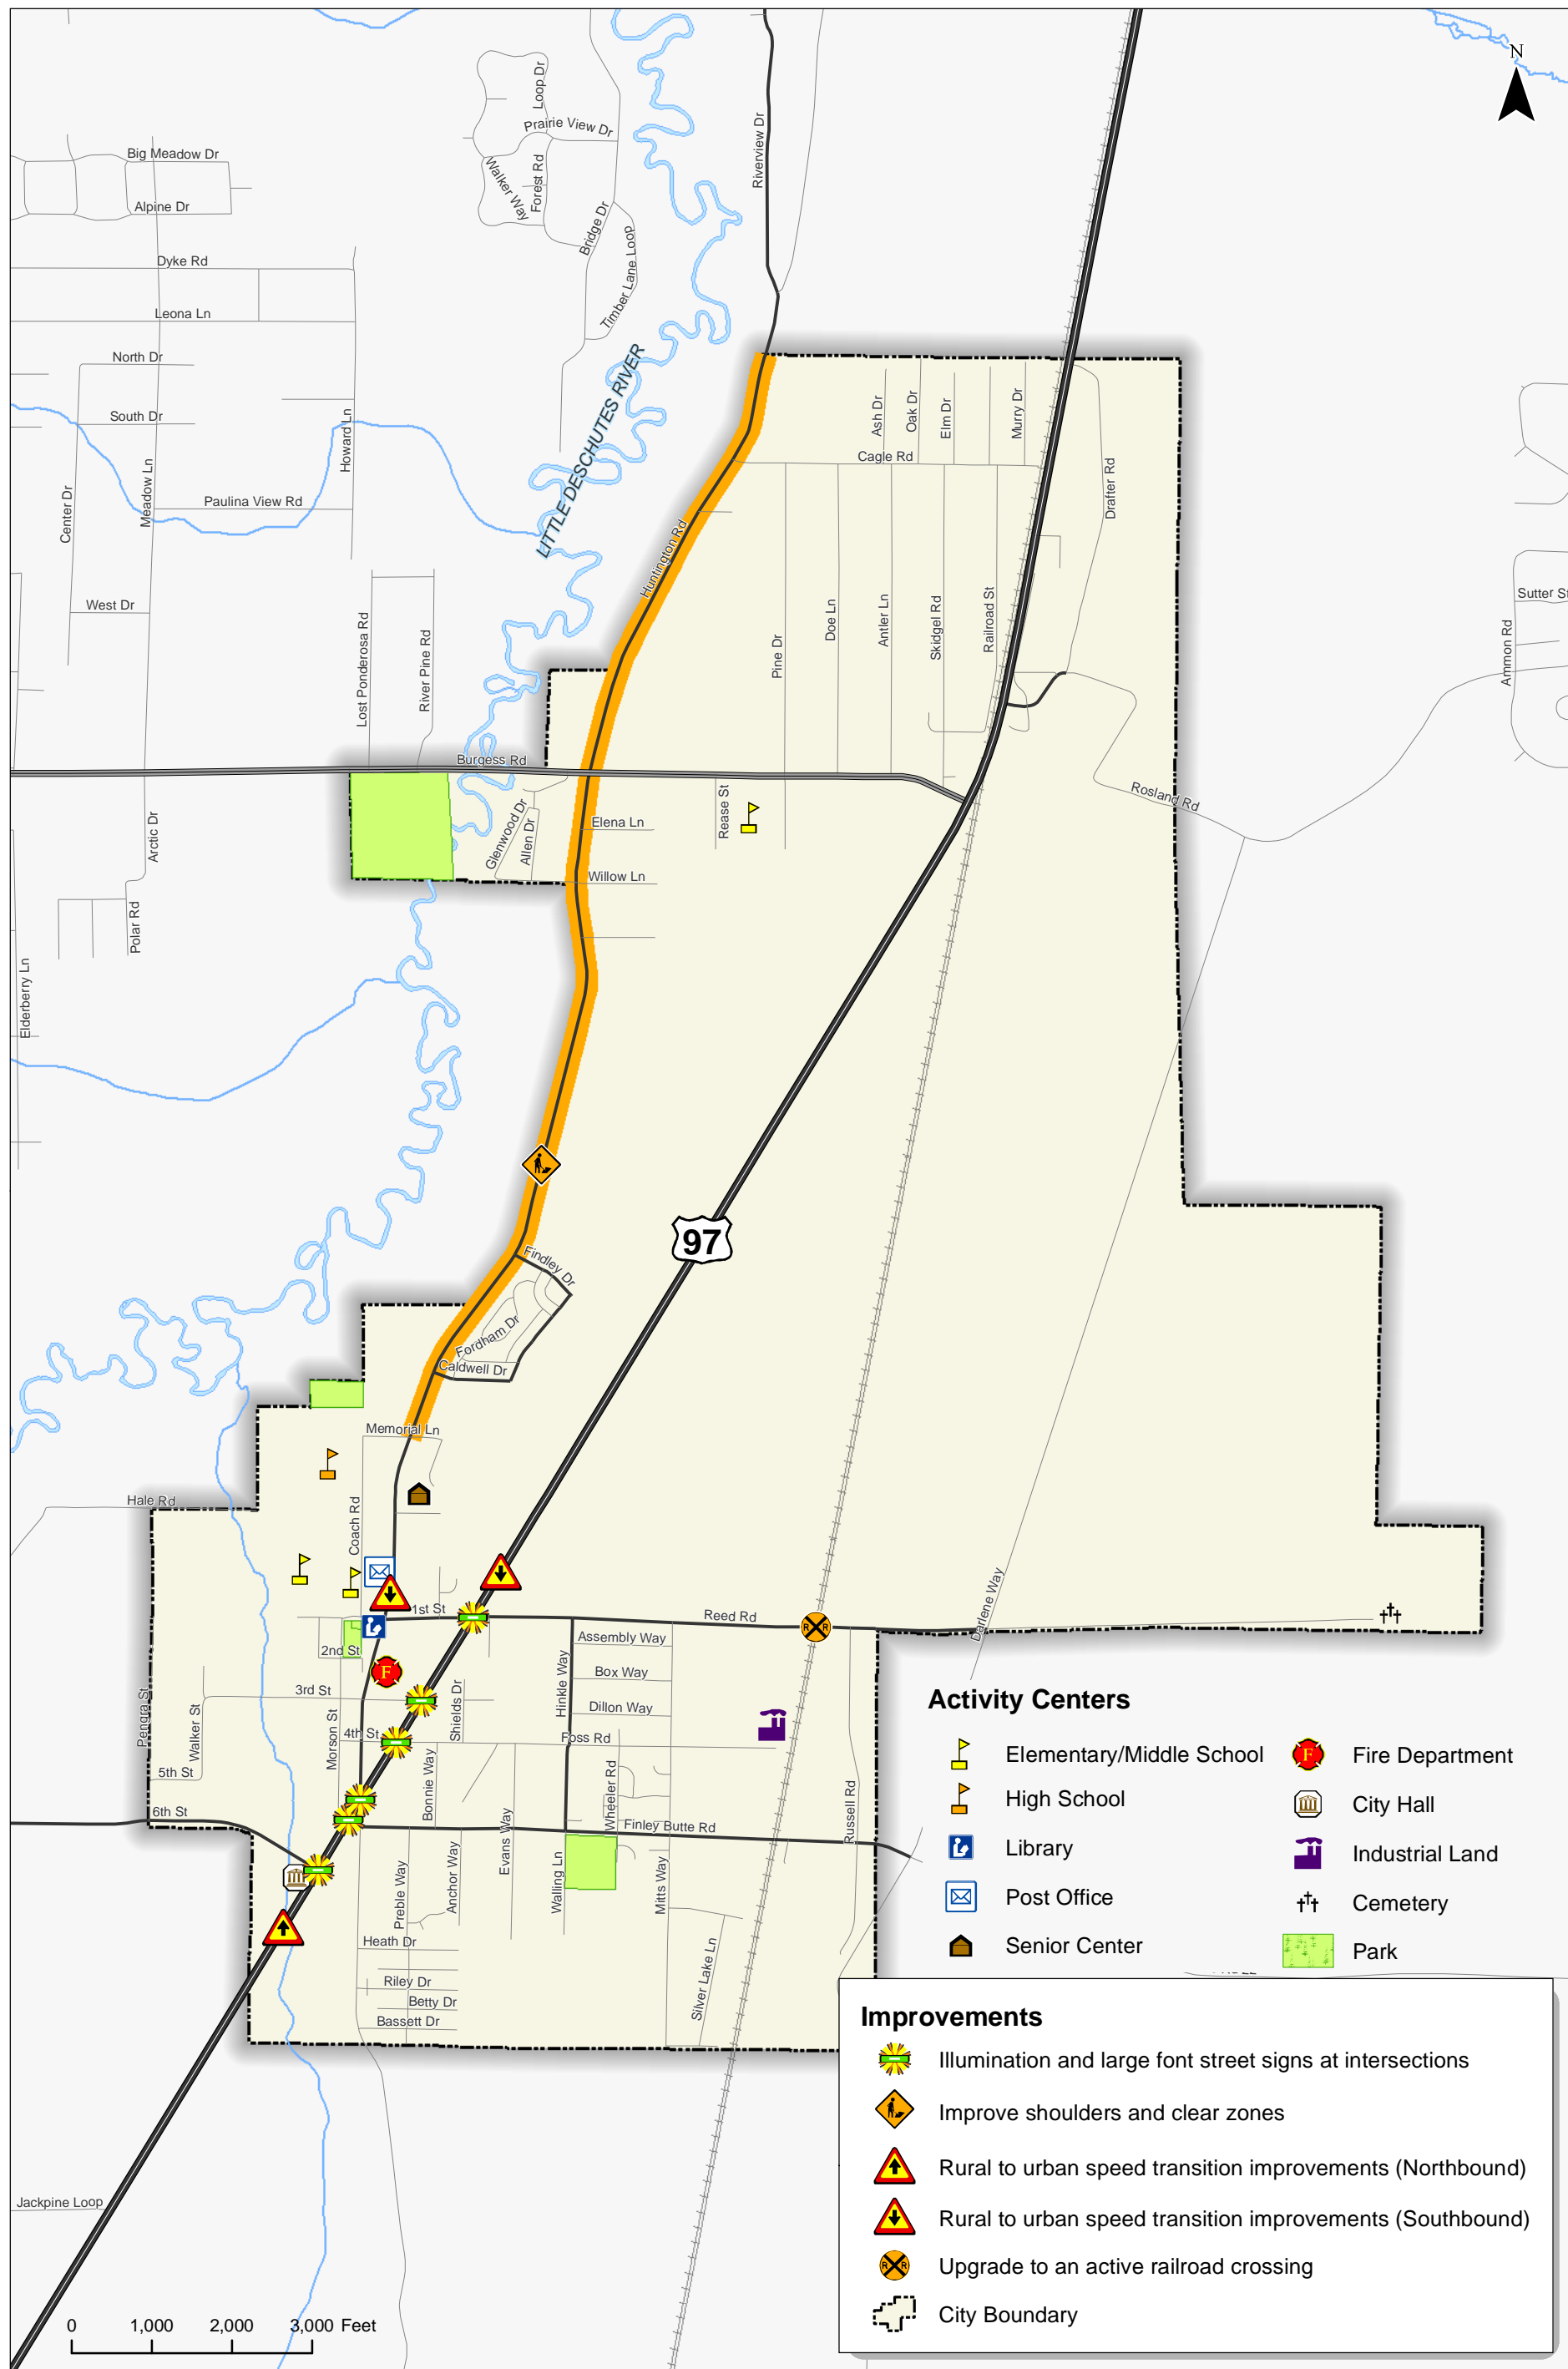 N
Loop Dr
Prairie View Dr
Walker Way
Forest Rd
Bridge Dr
Timber Lane Loop
Riverview Dr
Big Meadow Dr
Alpine Dr
Dyke Rd
Leona Ln
North Dr
South Dr
Howard Ln
Meadow Ln
Center Dr
Paulina View Rd
West Dr
Lost Ponderosa Rd
River Pine Rd
LITTLE DESCHUTES RIVER
Huntington Rd
Ash Dr
Oak Dr
Elm Dr
Murry Dr
Cagle Rd
Drafter Rd
Pine Dr
Doe Ln
Antler Ln
Skidgel Rd
Railroad St
Sutter St
Ammon Rd
Burgess Rd
Rosland Rd
Arctic Dr
Polar Rd
Elderberry Ln
Glenwood Dr
Allen Dr
Elena Ln
Rease St
Willow Ln
97
Findley Dr
Fordham Dr
Caldwell Dr
Memorial Ln
Hale Rd
Coach Rd
1st St
Reed Rd
R R
Darlene Way
2nd St
F
3rd St
4th St
5th St
6th St
Pengra St
Walker St
Morson St
Shields Dr
Bonnie Way
Hinkle Way
Assembly Way
Box Way
Dillon Way
Foss Rd
Wheeler Rd
Evans Way
Finley Butte Rd
Russell Rd
Preble Way
Anchor Way
Walling Ln
Mitts Way
Silver Lake Ln
Heath Dr
Riley Dr
Betty Dr
Bassett Dr
Jackpine Loop
Activity Centers
Elementary/Middle School
High School
Library
Post Office
Senior Center
F Fire Department
City Hall
Industrial Land
Cemetery
Park
Improvements
Illumination and large font street signs at intersections
Improve shoulders and clear zones
Rural to urban speed transition improvements (Northbound)
Rural to urban speed transition improvements (Southbound)
R R Upgrade to an active railroad crossing
City Boundary
0 1,000 2,000 3,000 Feet